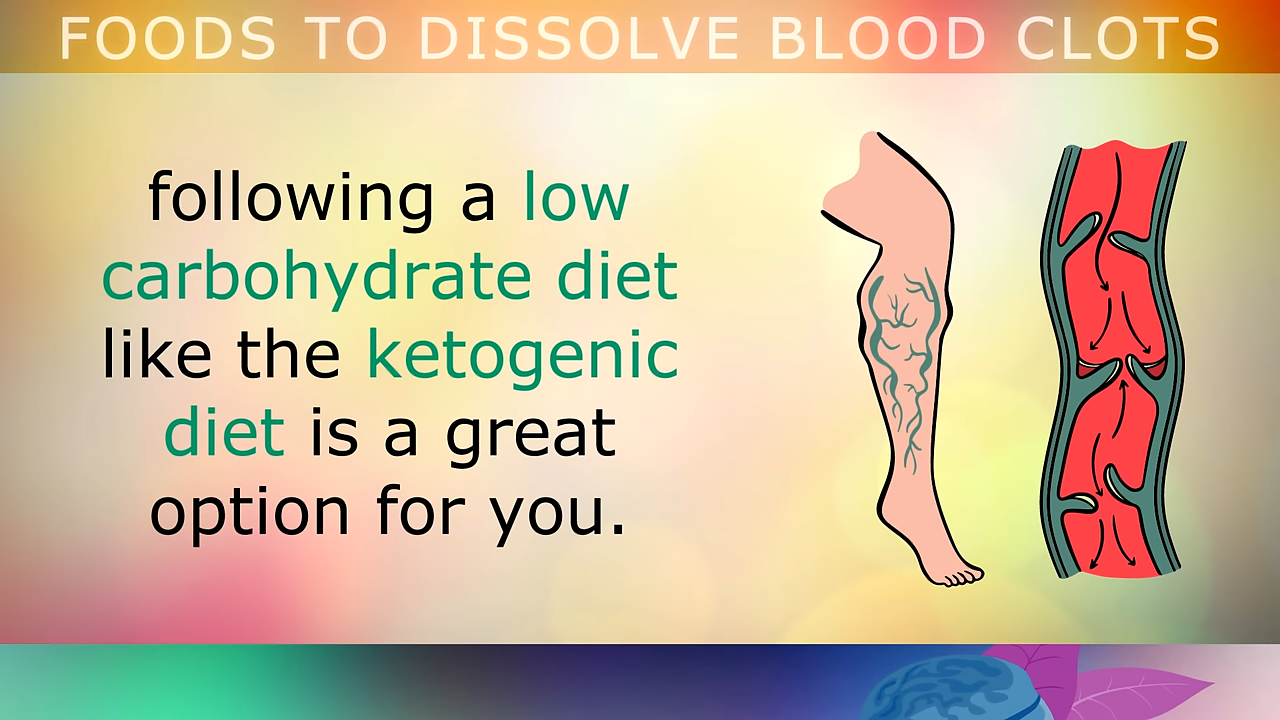 FOODS TO DISSOLVE BLOOD CLOTS
following a low
carbohydrate diet
like the ketogenic
diet is a great
option for you.